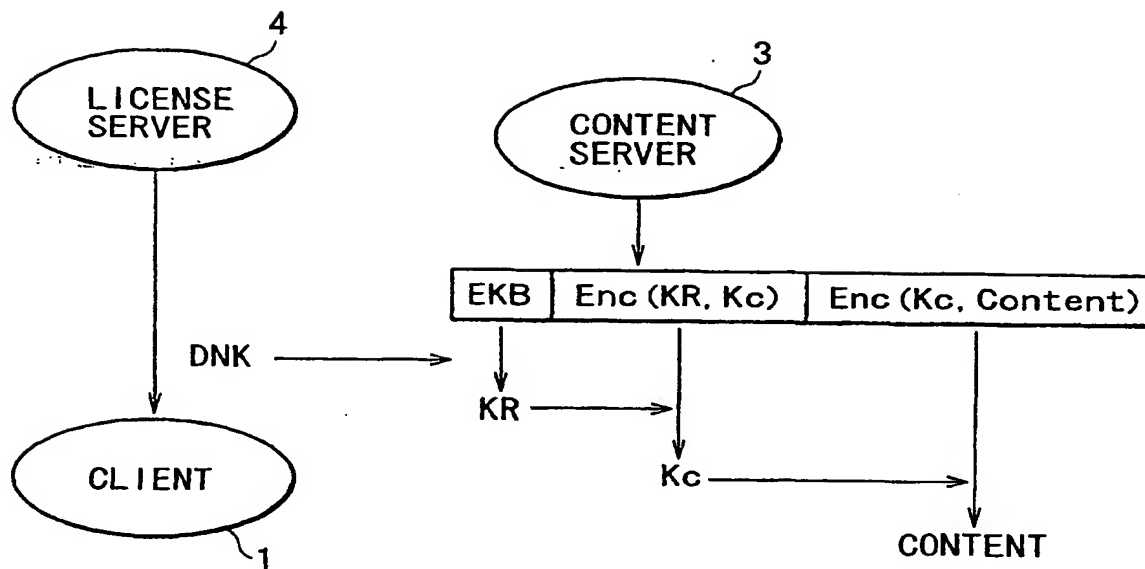 4
LICENSE
SERVER
3
CONTENT
SERVER
EKB Enc(KR, Kc) Enc(Kc, Content)
DNK
KR
Kc
CLIENT
CONTENT
1